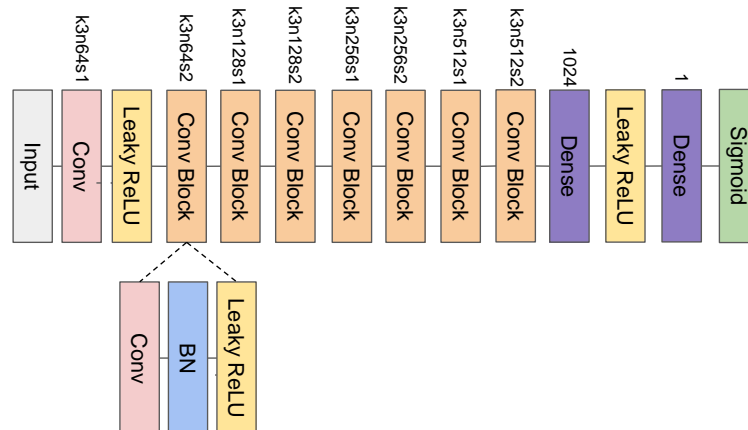 k3n64s1
k3n64s2
k3n128s1
k3n128s2
k3n256s1
k3n256s2
k3n512s1
k3n512s2
1024
1
Input
Conv
Leaky ReLU
Conv Block
Conv Block
Conv Block
Conv Block
Conv Block
Conv Block
Conv Block
Dense
Leaky ReLU
Dense
Sigmoid
Conv
BN
Leaky ReLU